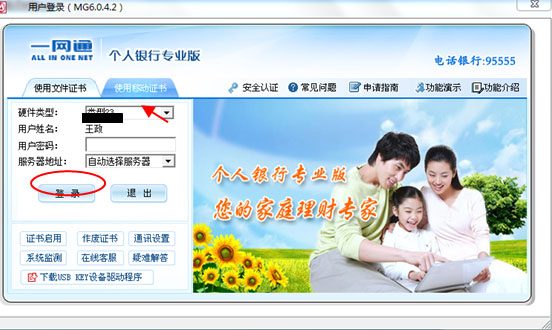 用户登录（MG6.0.4.2）
一网通
ALL IN ONE NET
个人银行专业版
电话银行:95555
使用文件证书 使用移动证书
安全认证 常见问题 申请指南 功能演示 功能介绍
硬件类型:
用户姓名: 王政
用户密码:
服务器地址: 自动选择服务器
登 录 退 出
个人银行专业版
您的家庭理财专家
证书启用 作废证书 通讯设置
系统监测 在线客服 疑难解答
下载USB KEY设备驱动程序